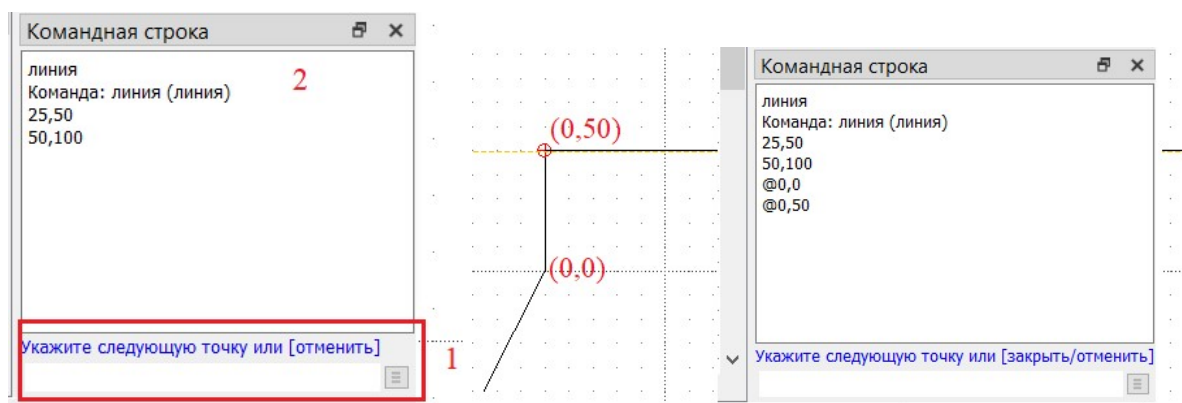 Командная строка
линия
Команда: линия (линия)
25,50
50,100
2
Укажите следующую точку или [отменить]
1
(0,50)
(0,0)
Командная строка
линия
Команда: линия (линия)
25,50
50,100
@0,0
@0,50
Укажите следующую точку или [закрыть/отменить]